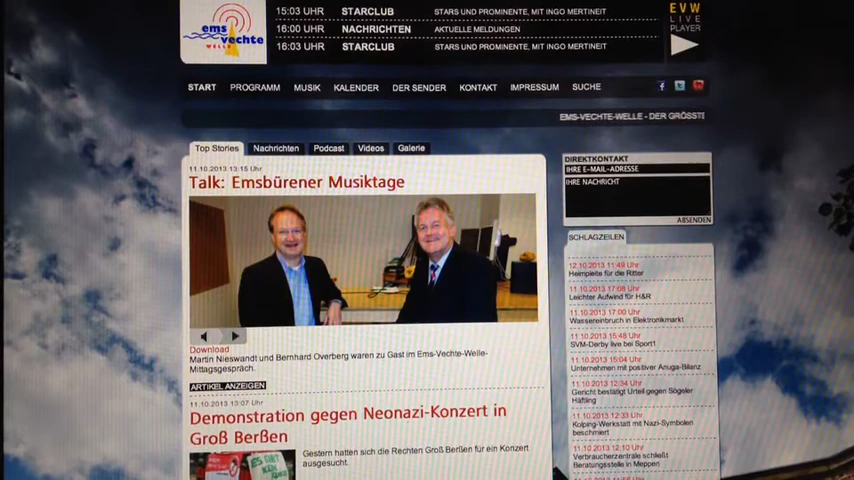 ems
vechte
WELLE
15:03 UHR STARCLUB STARS UND PROMINENTE, MIT INGO MERTINEIT
16:00 UHR NACHRICHTEN AKTUELLE MELDUNGEN
16:03 UHR STARCLUB STARS UND PROMINENTE, MIT INGO MERTINEIT
EVW
LIVE
PLAYER
START PROGRAMM MUSIK KALENDER DER SENDER KONTAKT IMPRESSUM SUCHE
EMS-VECHTE-WELLE - DER GRÖSSTE
Top Stories Nachrichten Podcast Videos Galerie
11.10.2013 13:15 Uhr
Talk: Emsbürener Musiktage
Download
Martin Nieswandt und Bernhard Overberg waren zu Gast im Ems-Vechte-Welle-
Mittagsgespräch.
ARTIKEL ANZEIGEN
11.10.2013 13:07 Uhr
Demonstration gegen Neonazi-Konzert in
Groß Berßen
Gestern hatten sich die Rechten Groß Berßen für ein Konzert
ausgesucht.
DIREKTKONTAKT
IHRE E-MAIL-ADRESSE
IHRE NACHRICHT
ABSENDEN
SCHLAGZEILEN
12.10.2013 11:49 Uhr
Heimpleite für die Ritter
11.10.2013 17:08 Uhr
Leichter Aufwind für H&R
11.10.2013 17:00 Uhr
Wassereinbruch in Elektronikmarkt
11.10.2013 15:48 Uhr
SVM-Derby live bei Sport1
11.10.2013 15:04 Uhr
Unternehmen mit positiver Anuga-Bilanz
11.10.2013 12:34 Uhr
Gericht bestätigt Urteil gegen Sögeler
Häftling
11.10.2013 12:33 Uhr
Kolping-Werkstatt mit Nazi-Symbolen
beschmiert
11.10.2013 12:10 Uhr
Verbraucherzentrale schließt
Beratungsstelle in Meppen